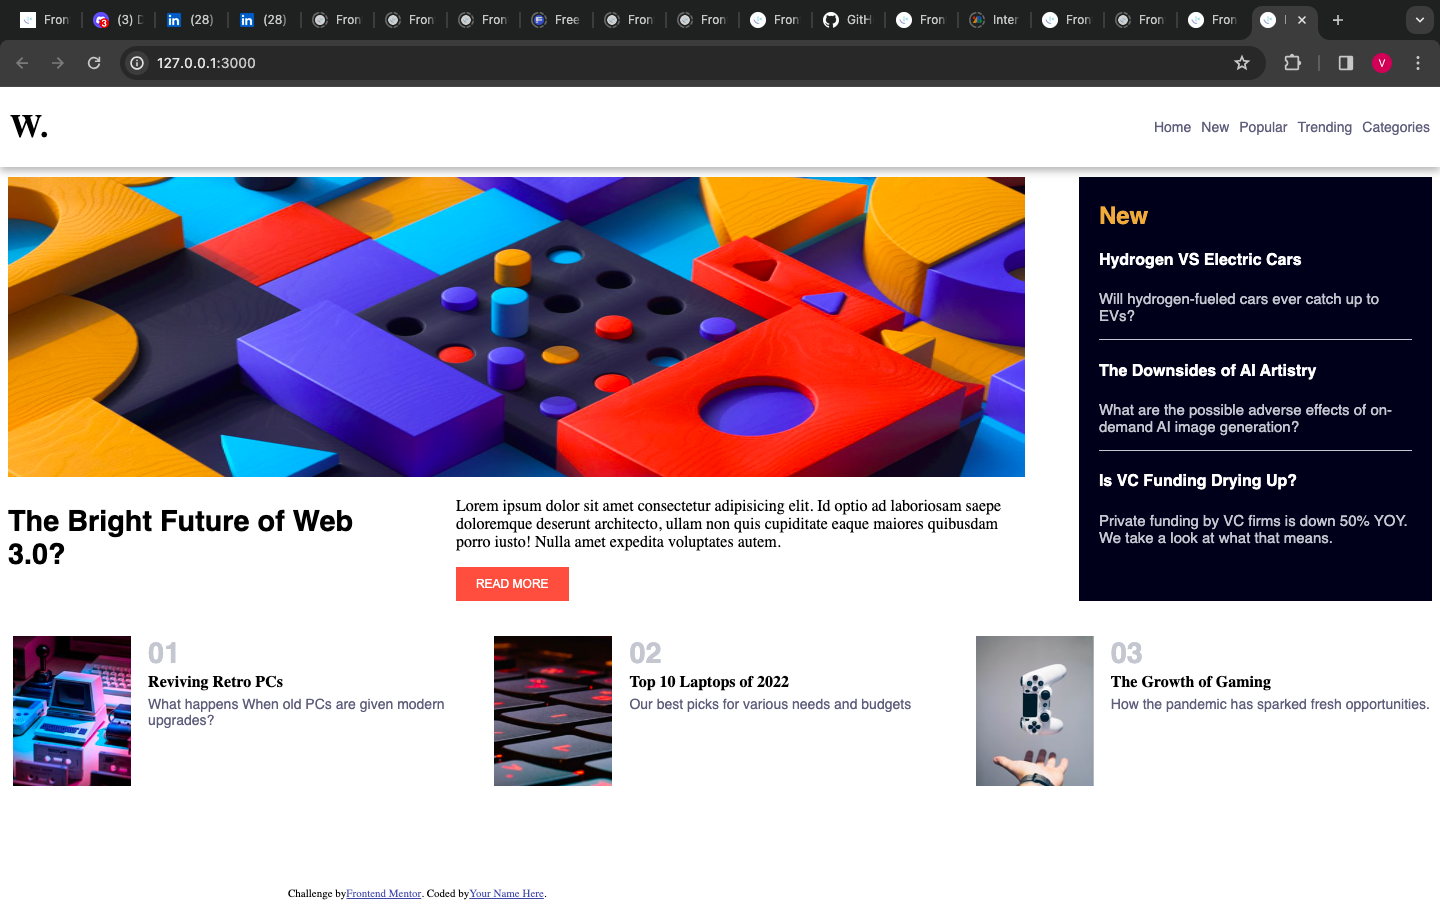 Fron
(3) D
(28)
(28)
Fron
Fron
Fron
Free
Fron
Fron
Fron
GitH
Fron
Inter
Fron
Fron
Fron
127.0.0.1:3000
V
W.
Home New Popular Trending Categories
New
Hydrogen VS Electric Cars
Will hydrogen-fueled cars ever catch up to
EVs?
The Downsides of AI Artistry
What are the possible adverse effects of on-
demand AI image generation?
Is VC Funding Drying Up?
Private funding by VC firms is down 50% YOY.
We take a look at what that means.
The Bright Future of Web
3.0?
Lorem ipsum dolor sit amet consectetur adipisicing elit. Id optio ad laboriosam saepe
doloremque deserunt architecto, ullam non quis cupiditate eaque maiores quibusdam
porro iusto! Nulla amet expedita voluptates autem.
READ MORE
01
Reviving Retro PCs
What happens When old PCs are given modern
upgrades?
02
Top 10 Laptops of 2022
Our best picks for various needs and budgets
03
The Growth of Gaming
How the pandemic has sparked fresh opportunities.
Challenge byFrontend Mentor. Coded byYour Name Here.